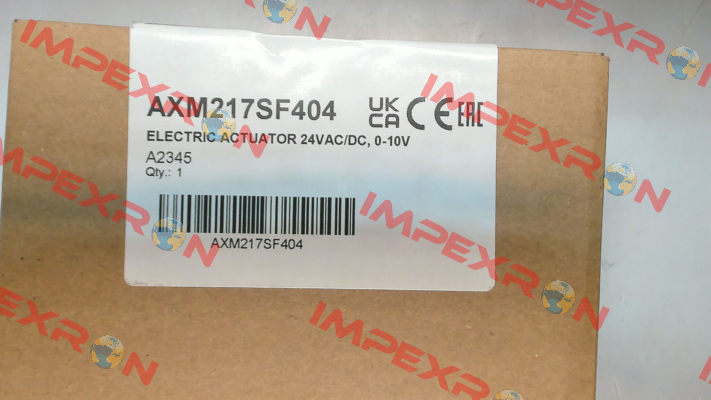 AXM217SF404 UK CA CE EAC
ELECTRIC ACTUATOR 24VAC/DC, 0-10V
A2345
Qty.: 1
AXM217SF404
IMPEXRON
IMPEXRON
IMPEXRON
IMPEXRON
IMPEXRON
IMPEXRON
IMPEXRON